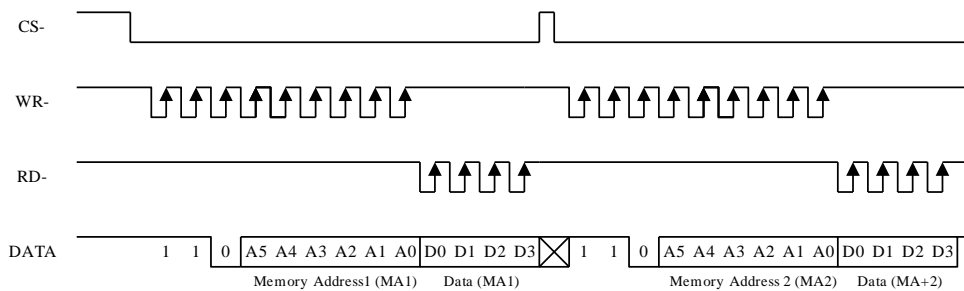 CS-
WR-
RD-
DATA 1 1 0 A5 A4 A3 A2 A1 A0 D0 D1 D2 D3 1 1 0 A5 A4 A3 A2 A1 A0 D0 D1 D2 D3
Memory Address1 (MA1) Data (MA1) Memory Address 2 (MA2) Data (MA+2)